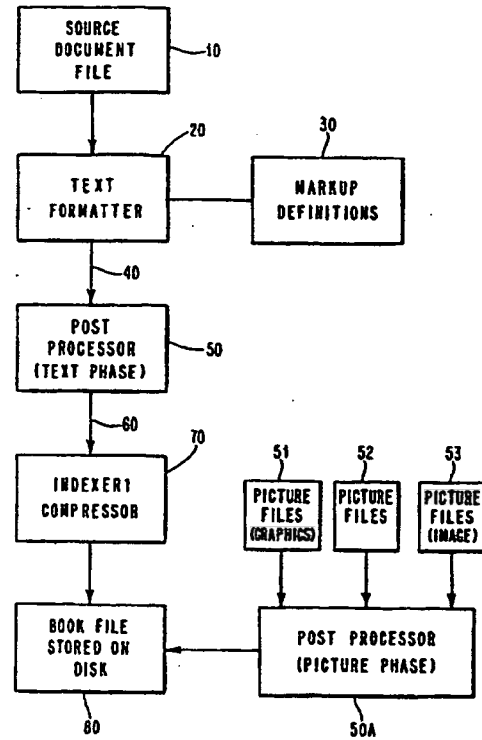 SOURCE
DOCUMENT
FILE
10
20
TEXT
FORMATTER
30
MARKUP
DEFINITIONS
40
POST
PROCESSOR
(TEXT PHASE)
50
60
70
INDEXER1
COMPRESSOR
51
PICTURE
FILES
(GRAPHICS)
52
PICTURE
FILES
53
PICTURE
FILES
(IMAGE)
BOOK FILE
STORED ON
DISK
80
POST PROCESSOR
(PICTURE PHASE)
50A